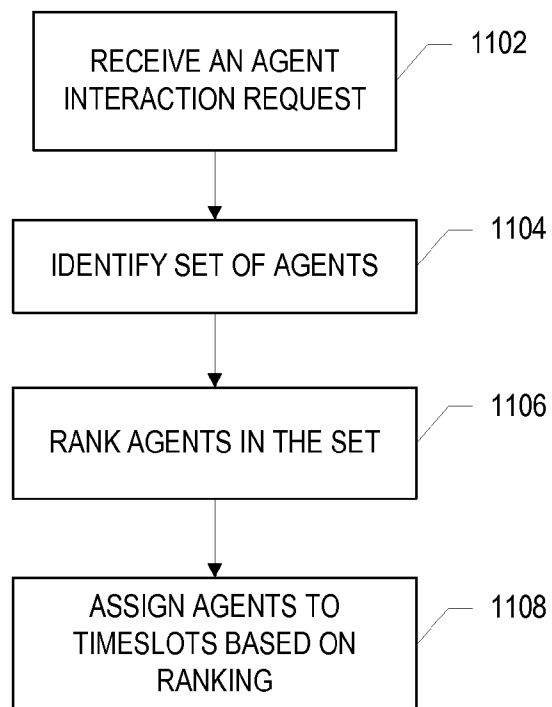 RECEIVE AN AGENT
INTERACTION REQUEST
1102
IDENTIFY SET OF AGENTS
1104
RANK AGENTS IN THE SET
1106
ASSIGN AGENTS TO
TIMESLOTS BASED ON
RANKING
1108